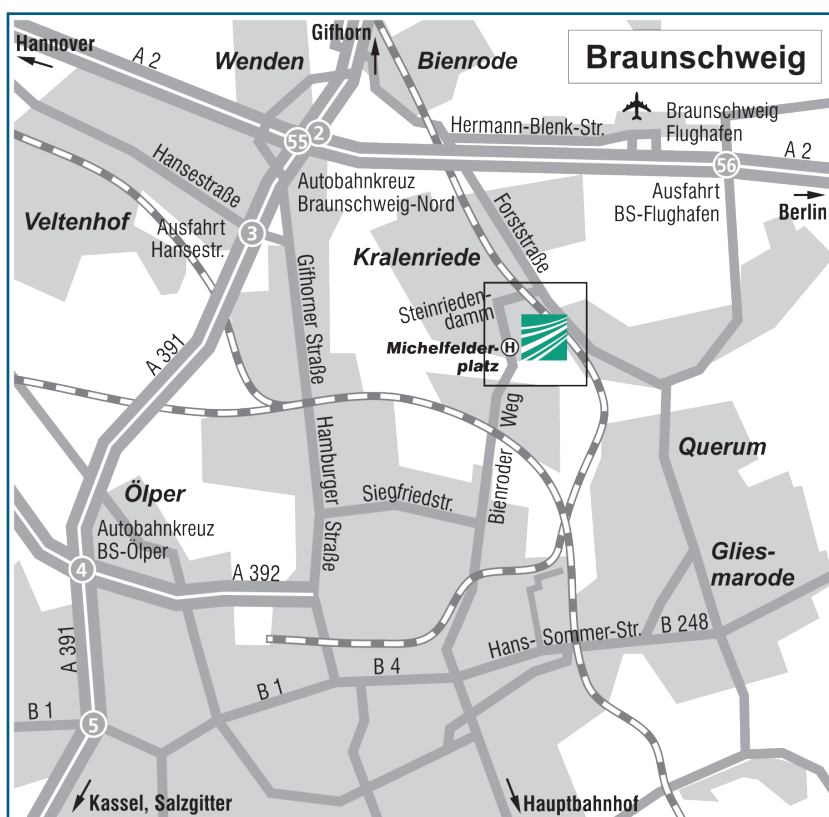 Braunschweig
Hannover
A 2
Gifhorn
Wenden
Bienrode
Hermann-Blenk-Str.
Braunschweig
Flughafen
55
2
56
A 2
Berlin
Hansestraße
Autobahnkreuz
Braunschweig-Nord
Ausfahrt
BS-Flughafen
Veltenhof
Ausfahrt
Hansestr.
3
Forststraße
Kralenriede
Gifhorner Straße
Steinrieden-
damm
Michelfelder-
platz
H
A 391
Bienroder Weg
Hamburger Straße
Querum
Siegfriedstr.
Ölper
Autobahnkreuz
BS-Ölper
4
A 392
Glies-
marode
A 391
Hans- Sommer-Str.
B 248
B 4
B 1
B 1
5
Kassel, Salzgitter
Hauptbahnhof